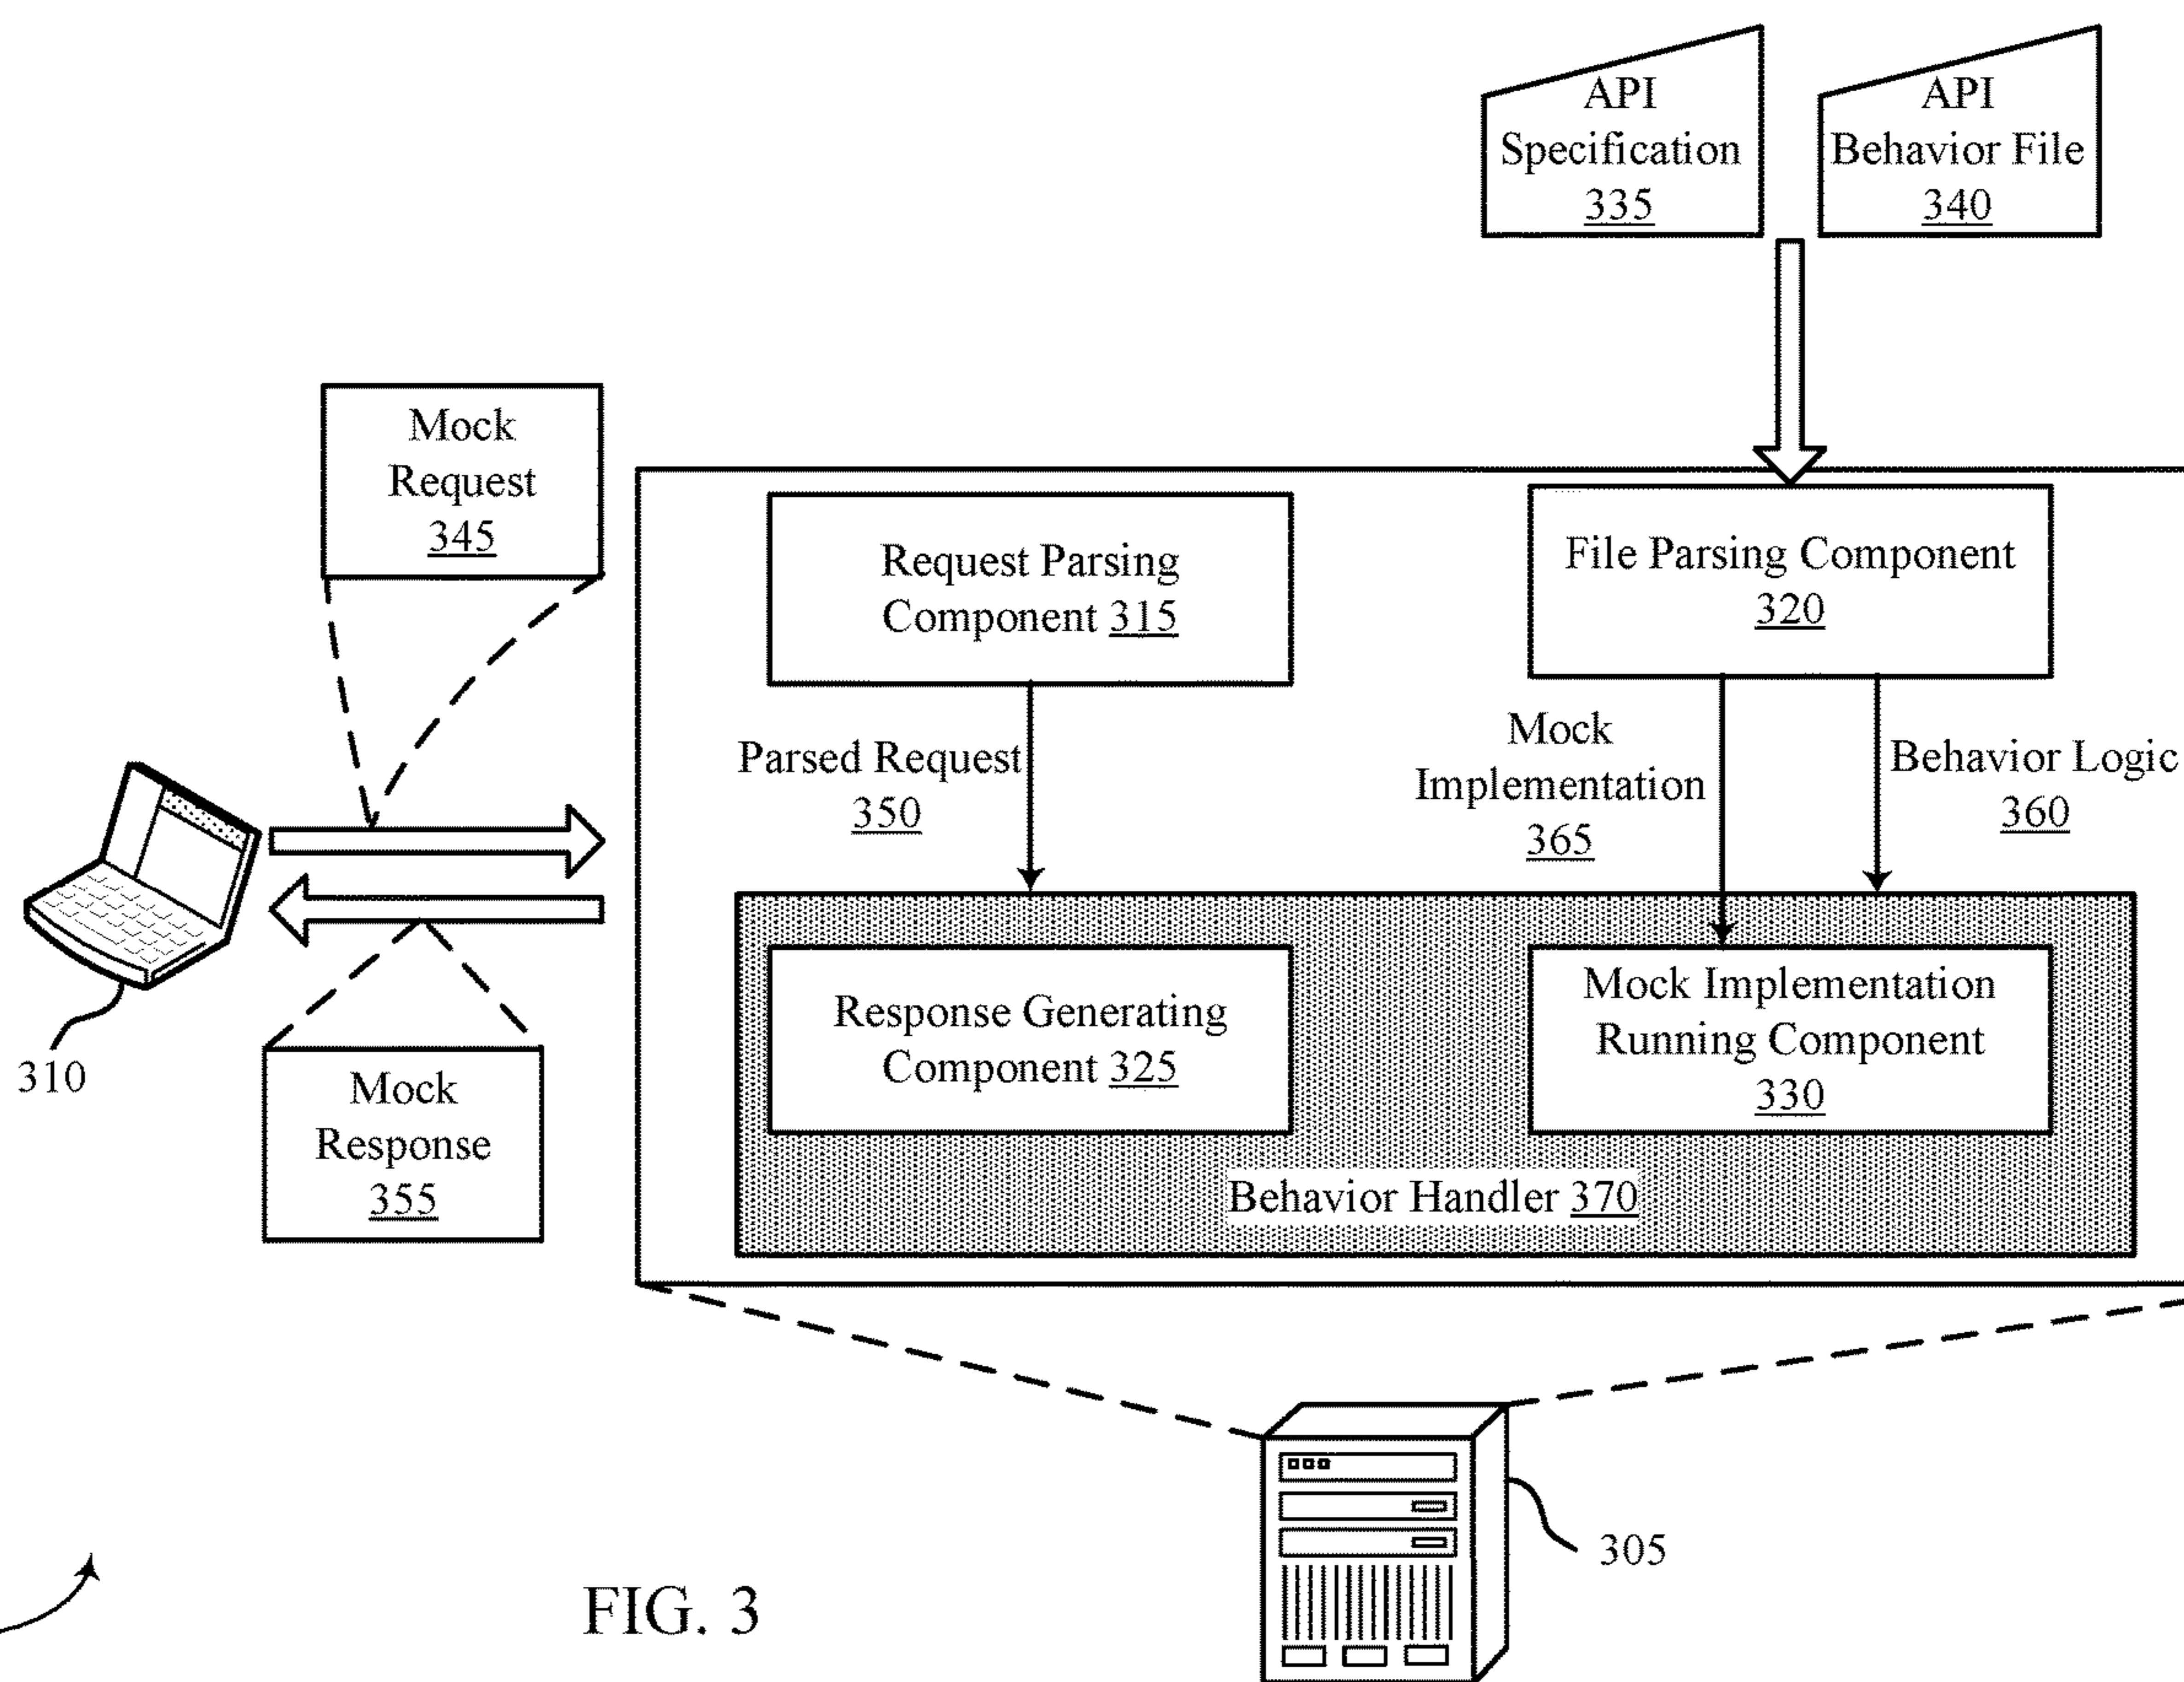 API
Specification
335
API
Behavior File
340
Mock
Request
345
Request Parsing
Component 315
File Parsing Component
320
Parsed Request
350
Mock
Implementation
365
Behavior Logic
360
310
Mock
Response
355
Response Generating
Component 325
Mock Implementation
Running Component
330
Behavior Handler 370
305
FIG. 3